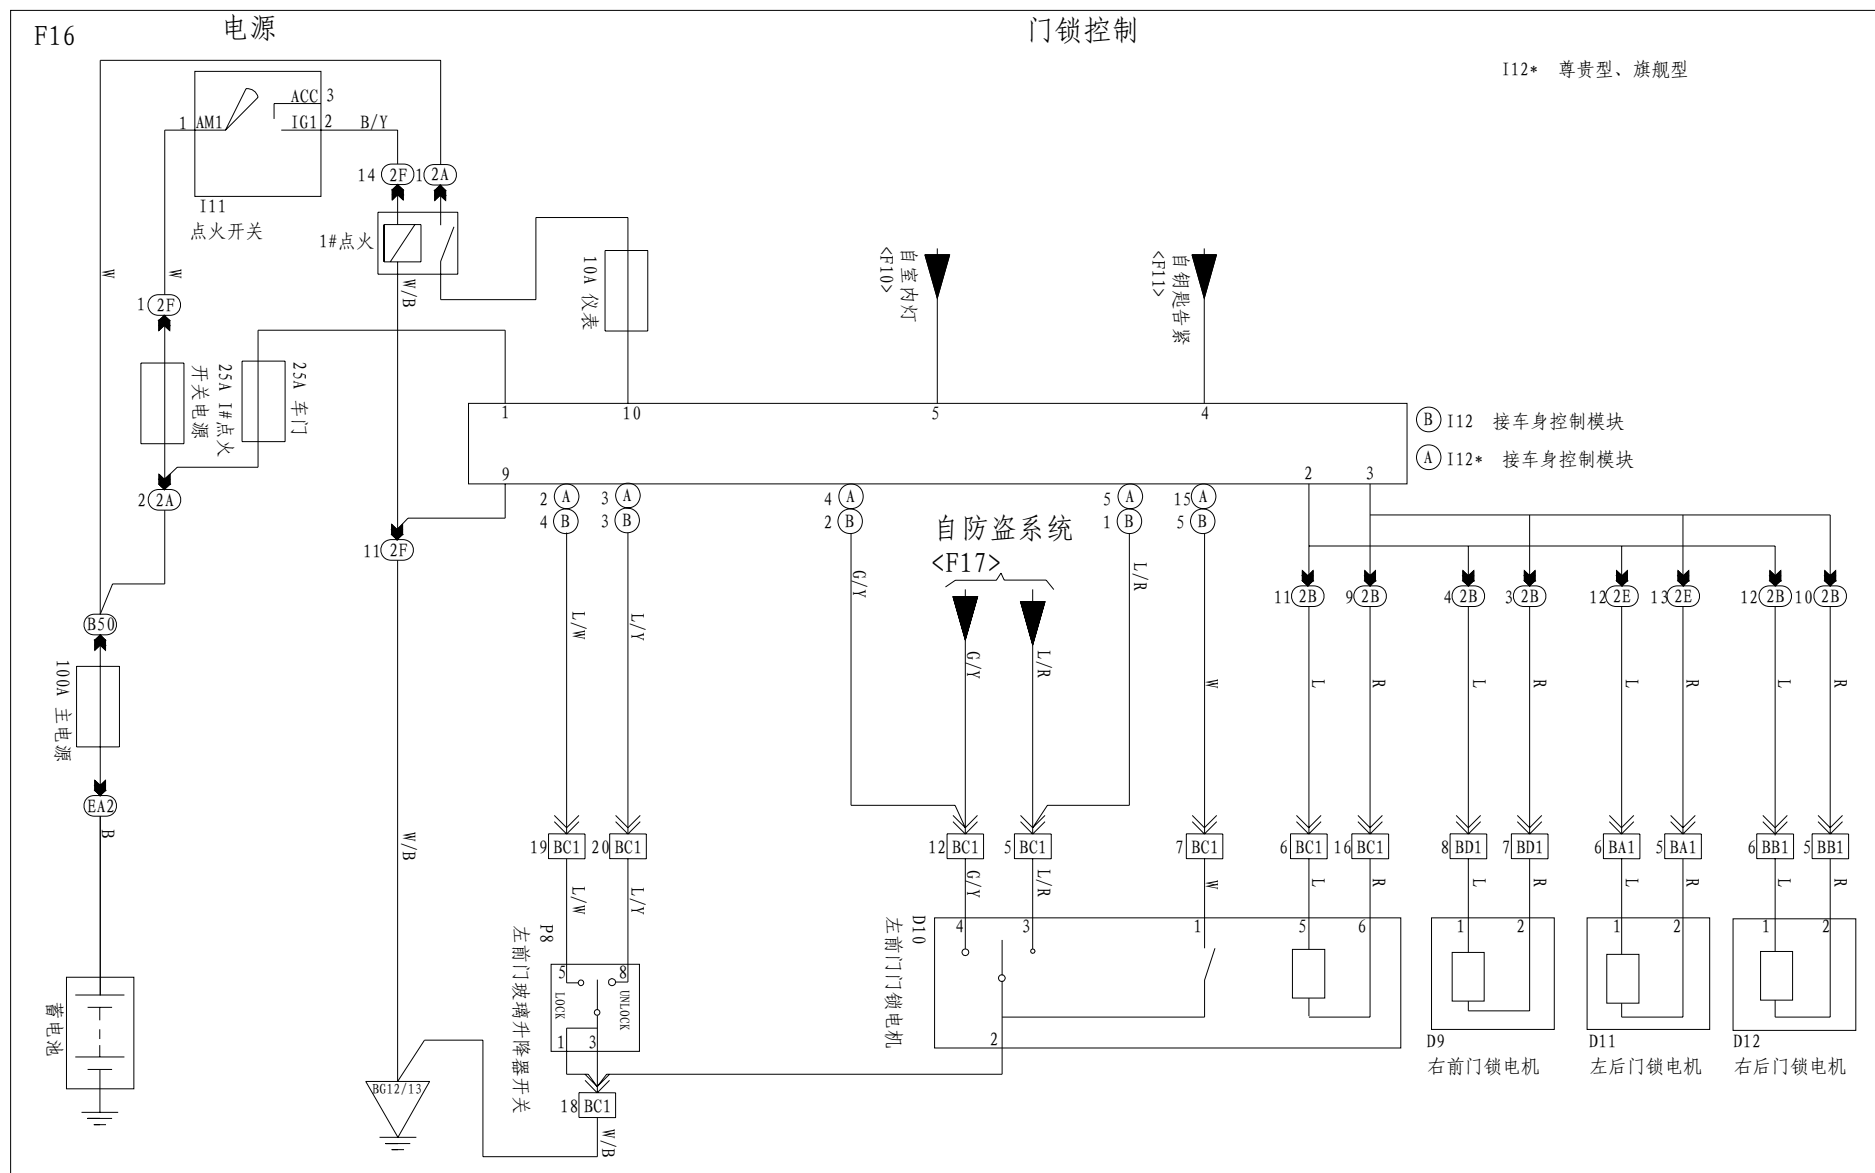 F16
电源
门锁控制
I12* 尊贵型、旗舰型
ACC 3
1 AM1
IG1 2
B/Y
14 2F
1 2A
I11
点火开关
1#点火
W
W
W/B
1 2F
10A 仪表
自室内灯
<F10>
自钥匙告紧
<F11>
25A I#点火
开关电源
25A 车门
1
10
5
4
B I12 接车身控制模块
A I12* 接车身控制模块
9
2
3
2 2A
2 A
3 A
4 A
5 A
15 A
4 B
3 B
2 B
1 B
5 B
自防盗系统
<F17>
11 2F
G/Y
L/R
11 2B
9 2B
4 2B
3 2B
12 2E
13 2E
12 2B
10 2B
B50
L/W
L/Y
G/Y
L/R
W
L
R
L
R
L
R
L
R
100A 主电源
EA2
B
W/B
19 BC1
20 BC1
12 BC1
5 BC1
7 BC1
6 BC1
16 BC1
8 BD1
7 BD1
6 BA1
5 BA1
6 BB1
5 BB1
L/W
L/Y
G/Y
L/R
W
L
R
L
R
L
R
L
R
P8
左前门玻璃升降器开关
D10
左前门门锁电机
4
3
1
5
6
1
2
1
2
1
2
5
8
LOCK
UNLOCK
1
3
2
蓄电池
D9
右前门锁电机
D11
左后门锁电机
D12
右后门锁电机
BG12/13
18 BC1
W/B